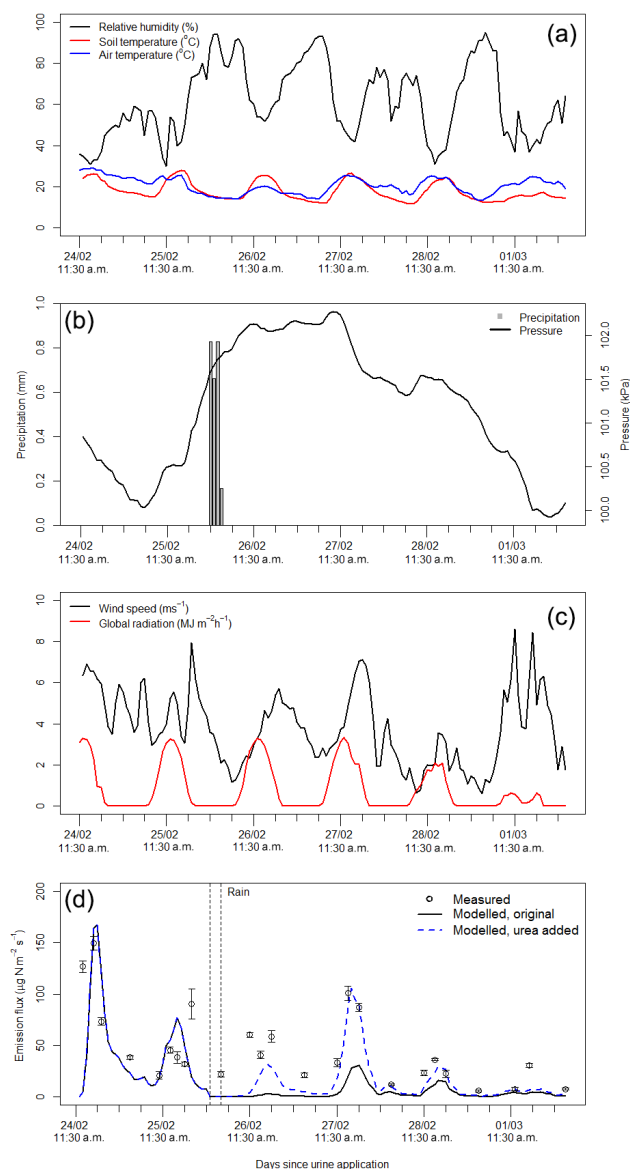 (a)
Relative humidity (%)
Soil temperature (°C)
Air temperature (°C)
100
80
60
40
20
0
24/02 25/02 26/02 27/02 28/02 01/03
11:30 a.m. 11:30 a.m. 11:30 a.m. 11:30 a.m. 11:30 a.m. 11:30 a.m.
(b)
Precipitation
Pressure
Precipitation (mm)
1.0
0.8
0.6
0.4
0.2
0.0
Pressure (kPa)
102.0
101.5
101.0
100.5
100.0
24/02 25/02 26/02 27/02 28/02 01/03
11:30 a.m. 11:30 a.m. 11:30 a.m. 11:30 a.m. 11:30 a.m. 11:30 a.m.
(c)
Wind speed (ms⁻¹)
Global radiation (MJ m⁻²h⁻¹)
10
8
6
4
2
0
24/02 25/02 26/02 27/02 28/02 01/03
11:30 a.m. 11:30 a.m. 11:30 a.m. 11:30 a.m. 11:30 a.m. 11:30 a.m.
(d)
Rain
Measured
Modelled, original
Modelled, urea added
Emission flux (µg N m⁻² s⁻¹)
200
150
100
50
0
24/02 25/02 26/02 27/02 28/02 01/03
11:30 a.m. 11:30 a.m. 11:30 a.m. 11:30 a.m. 11:30 a.m. 11:30 a.m.
Days since urine application